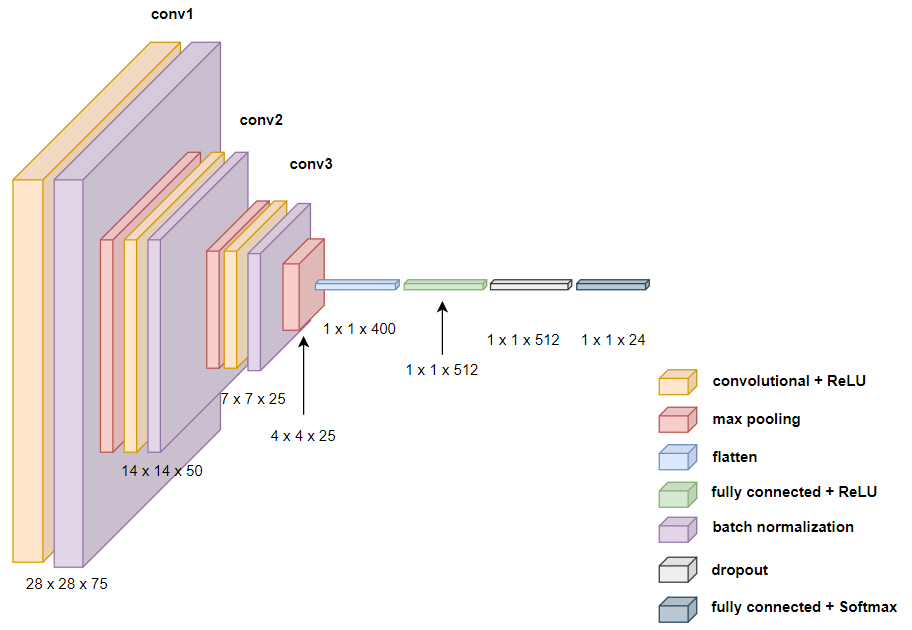 conv1
conv2
conv3
28 x 28 x 75
14 x 14 x 50
7 x 7 x 25
4 x 4 x 25
1 x 1 x 400
1 x 1 x 512
1 x 1 x 512
1 x 1 x 24
convolutional + ReLU
max pooling
flatten
fully connected + ReLU
batch normalization
dropout
fully connected + Softmax